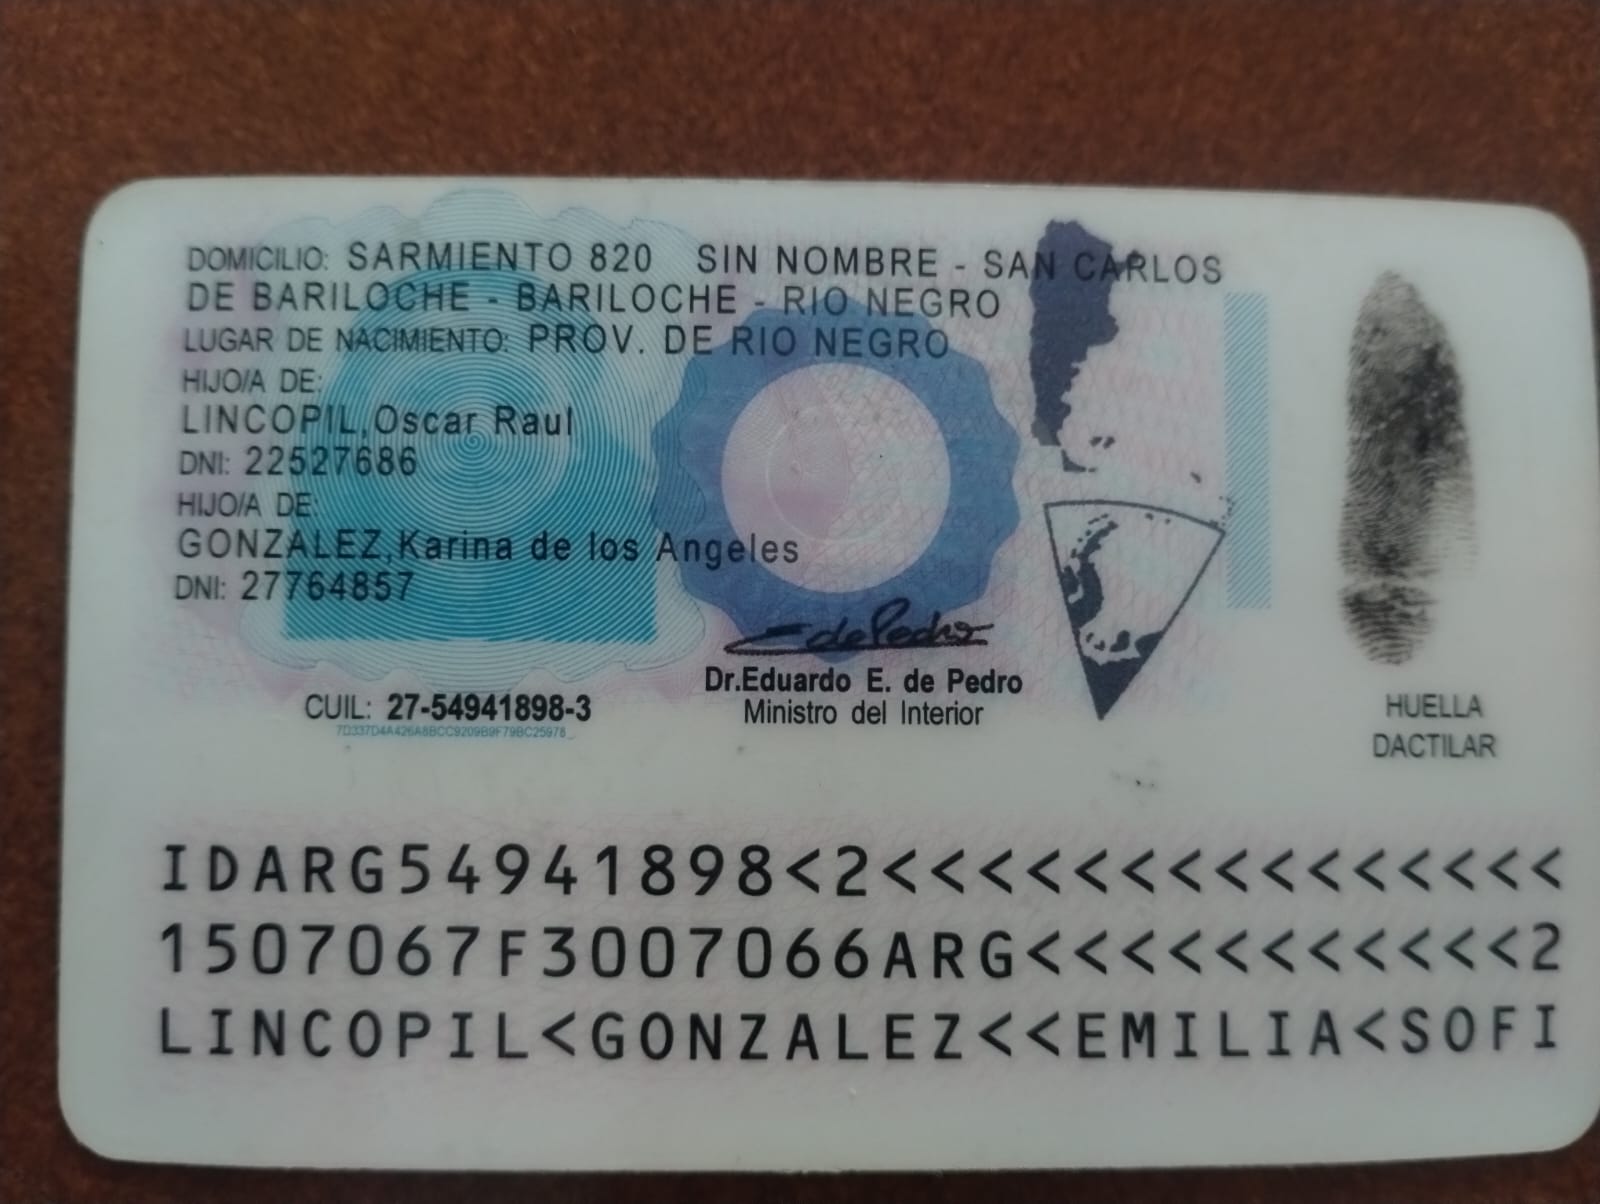 DOMICILIO: SARMIENTO 820 SIN NOMBRE - SAN CARLOS
DE BARILOCHE - BARILOCHE - RIO NEGRO
LUGAR DE NACIMIENTO: PROV. DE RIO NEGRO
HIJO/A DE:
LINCOPIL,Oscar Raul
DNI: 22527686
HIJO/A DE:
GONZALEZ,Karina de los Angeles
DNI: 27764857
E de Pedro
Dr.Eduardo E. de Pedro
Ministro del Interior
CUIL: 27-54941898-3
HUELLA
DACTILAR
IDARG54941898<2<<<<<<<<<<<<<<<
1507067F3007066ARG<<<<<<<<<<<2
LINCOPIL<GONZALEZ<<EMILIA<SOFI